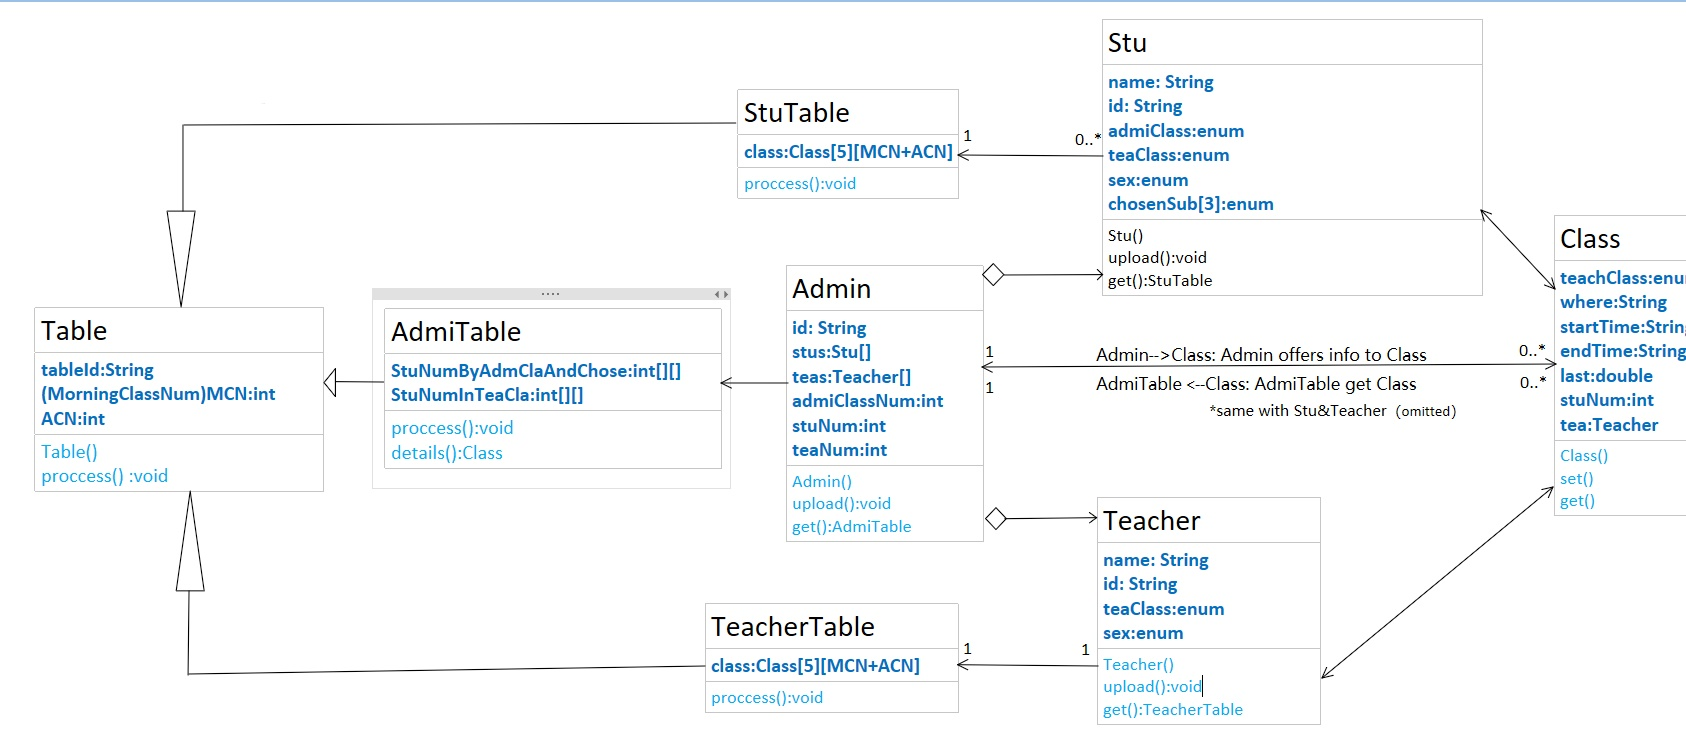 Stu
name: String
id: String
admiClass:enum
teaClass:enum
sex:enum
chosenSub[3]:enum
Stu()
upload():void
get():StuTable
StuTable
class:Class[5][MCN+ACN]
proccess():void
1
0..*
Class
teachClass:enu
where:String
startTime:Strin
endTime:String
last:double
stuNum:int
tea:Teacher
Class()
set()
get()
Admin
id: String
stus:Stu[]
teas:Teacher[]
admiClassNum:int
stuNum:int
teaNum:int
Admin()
upload():void
get():AdmiTable
1
Admin-->Class: Admin offers info to Class
0..*
1
AdmiTable <--Class: AdmiTable get Class
0..*
*same with Stu&Teacher (omitted)
Table
tableId:String
(MorningClassNum)MCN:int
ACN:int
Table()
proccess() :void
AdmiTable
StuNumByAdmClaAndChose:int[][]
StuNumInTeaCla:int[][]
proccess():void
details():Class
Teacher
name: String
id: String
teaClass:enum
sex:enum
Teacher()
upload():void
get():TeacherTable
TeacherTable
class:Class[5][MCN+ACN]
proccess():void
1
1